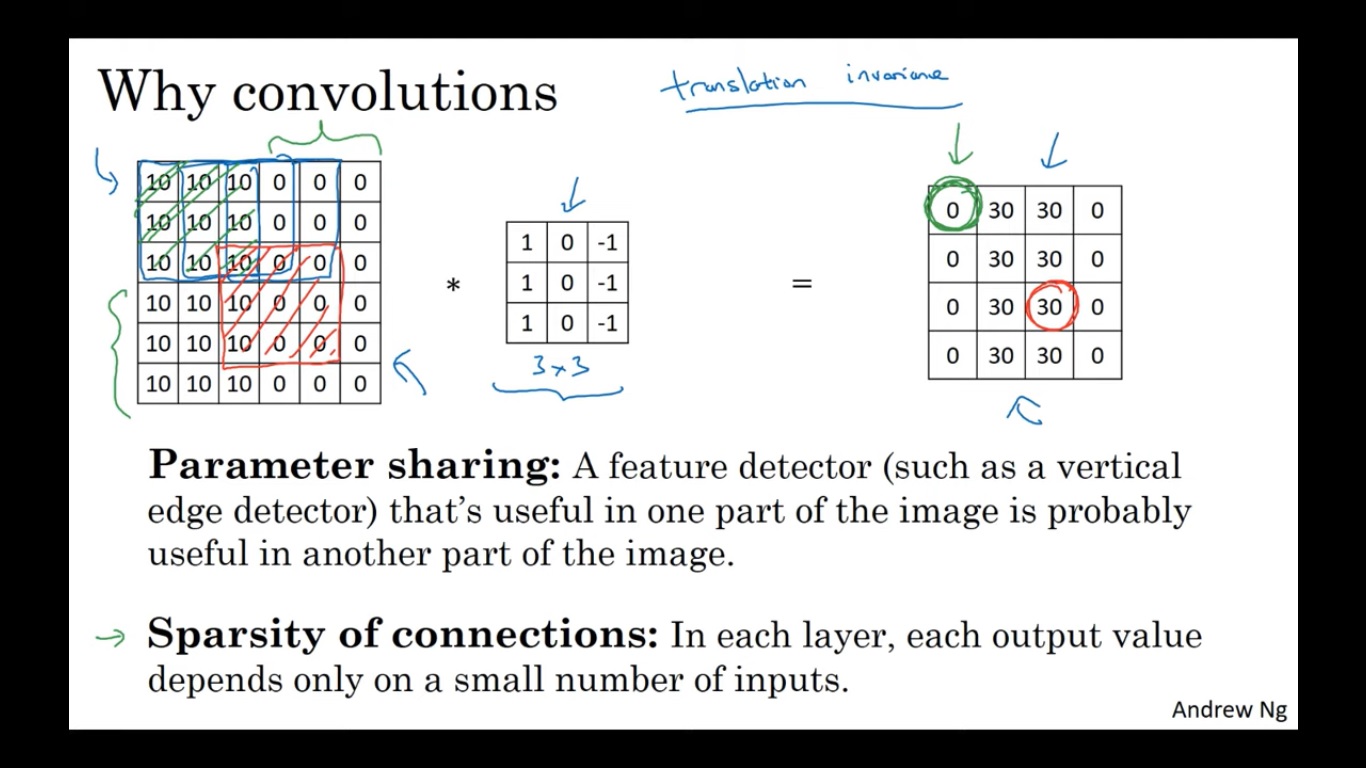 Why convolutions
translation invariance
10 10 10 0 0 0
10 10 10 0 0 0
10 10 10 0 0 0
10 10 10 0 0 0
10 10 10 0 0 0
10 10 10 0 0 0
*
1 0 -1
1 0 -1
1 0 -1
3×3
=
0 30 30 0
0 30 30 0
0 30 30 0
0 30 30 0
Parameter sharing: A feature detector (such as a vertical
edge detector) that’s useful in one part of the image is probably
useful in another part of the image.
→ Sparsity of connections: In each layer, each output value
depends only on a small number of inputs.
Andrew Ng